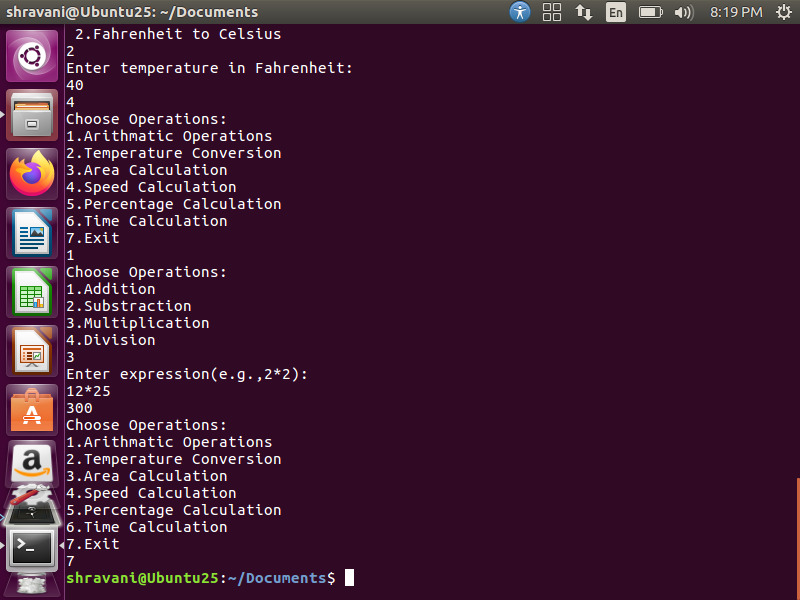 shravani@Ubuntu25: ~/Documents
En
8:19 PM
2.Fahrenheit to Celsius
2
Enter temperature in Fahrenheit:
40
4
Choose Operations:
1.Arithmatic Operations
2.Temperature Conversion
3.Area Calculation
4.Speed Calculation
5.Percentage Calculation
6.Time Calculation
7.Exit
1
Choose Operations:
1.Addition
2.Substraction
3.Multiplication
4.Division
3
Enter expression(e.g.,2*2):
12*25
300
Choose Operations:
1.Arithmatic Operations
2.Temperature Conversion
3.Area Calculation
4.Speed Calculation
5.Percentage Calculation
6.Time Calculation
7.Exit
7
shravani@Ubuntu25:~/Documents$